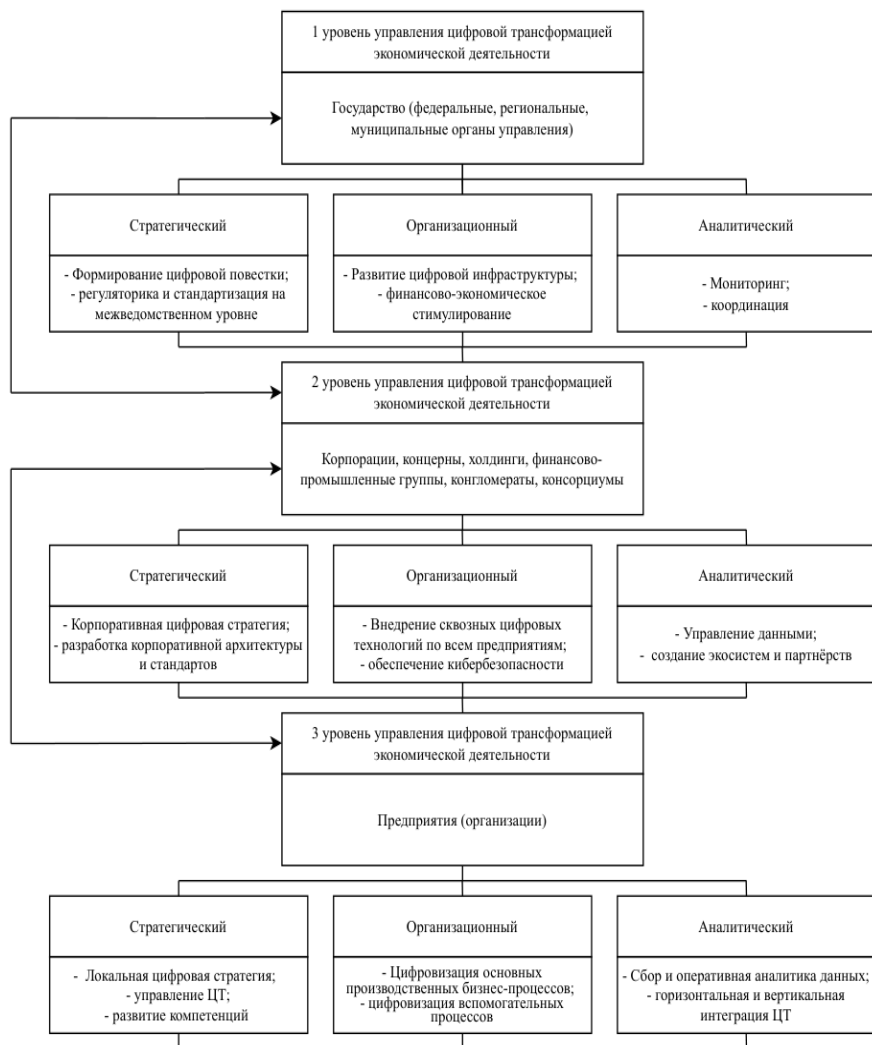 1 уровень управления цифровой трансформацией
экономической деятельности
Государство (федеральные, региональные,
муниципальные органы управления)
Стратегический
- Формирование цифровой повестки;
- регуляторика и стандартизация на
межведомственном уровне
Организационный
- Развитие цифровой инфраструктуры;
- финансово-экономическое
стимулирование
Аналитический
- Мониторинг;
- координация
2 уровень управления цифровой трансформацией
экономической деятельности
Корпорации, концерны, холдинги, финансово-
промышленные группы, конгломераты, консорциумы
Стратегический
- Корпоративная цифровая стратегия;
- разработка корпоративной архитектуры
и стандартов
Организационный
- Внедрение сквозных цифровых
технологий по всем предприятиям;
- обеспечение кибербезопасности
Аналитический
- Управление данными;
- создание экосистем и партнёрств
3 уровень управления цифровой трансформацией
экономической деятельности
Предприятия (организации)
Стратегический
- Локальная цифровая стратегия;
- управление ЦТ;
- развитие компетенций
Организационный
- Цифровизация основных
производственных бизнес-процессов;
- цифровизация вспомогательных
процессов
Аналитический
- Сбор и оперативная аналитика данных;
- горизонтальная и вертикальная
интеграция ЦТ